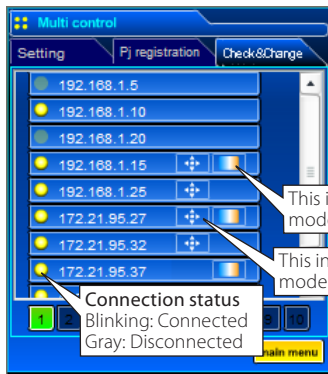 Multi control
Setting Pj registration Check&Change
192.168.1.5
192.168.1.10
192.168.1.20
192.168.1.15
192.168.1.25
172.21.95.27
172.21.95.32
172.21.95.37
This
mode
This
mode
Connection status
Blinking: Connected
Gray: Disconnected
1 2 9 10
main menu